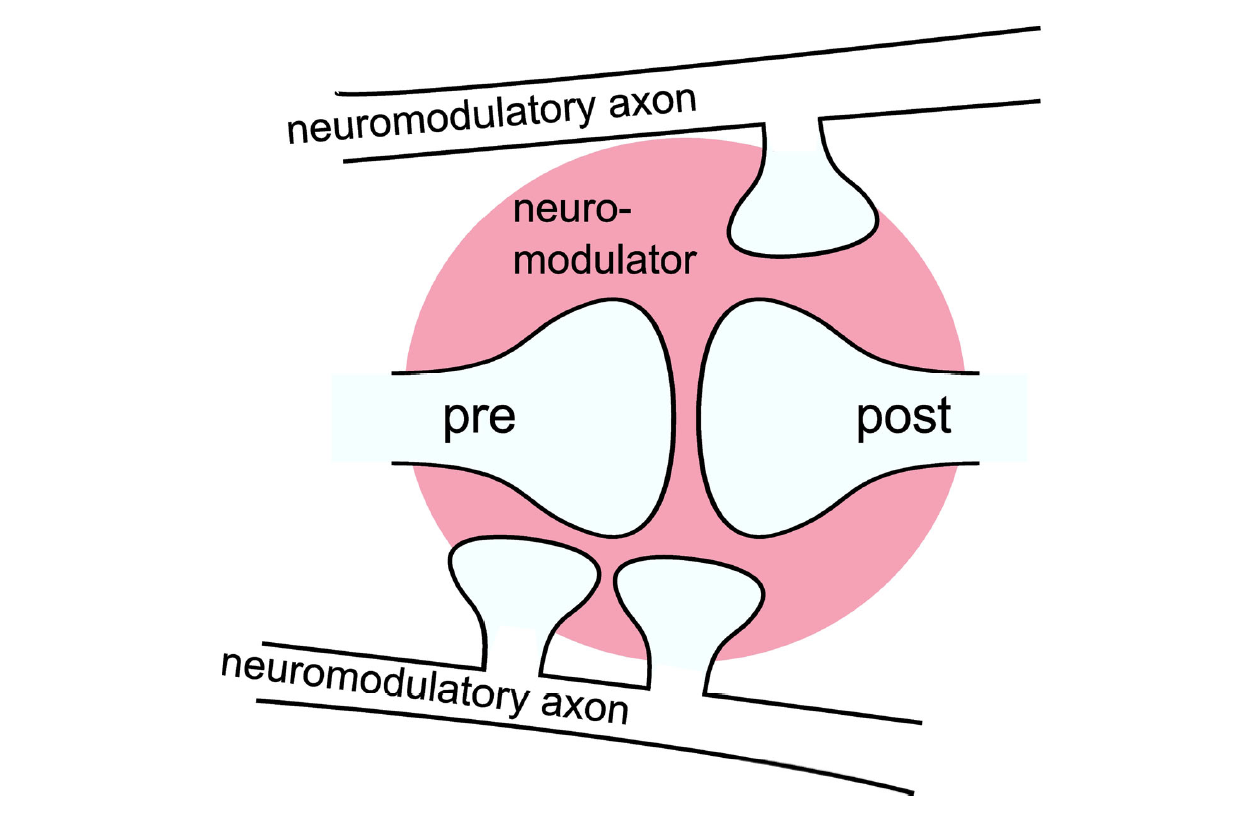 neuromodulatory axon
neuro-
modulator
pre
post
neuromodulatory axon